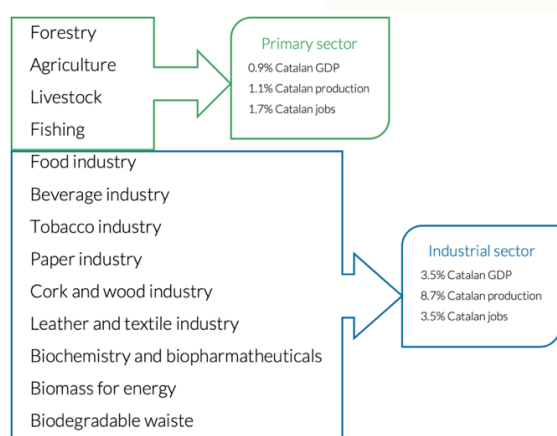 Forestry
Agriculture
Livestock
Fishing
Primary sector
0.9% Catalan GDP
1.1% Catalan production
1.7% Catalan jobs
Food industry
Beverage industry
Tobacco industry
Paper industry
Cork and wood industry
Leather and textile industry
Biochemistry and biopharmatheuticals
Biomass for energy
Biodegradable waiste
Industrial sector
3.5% Catalan GDP
8.7% Catalan production
3.5% Catalan jobs